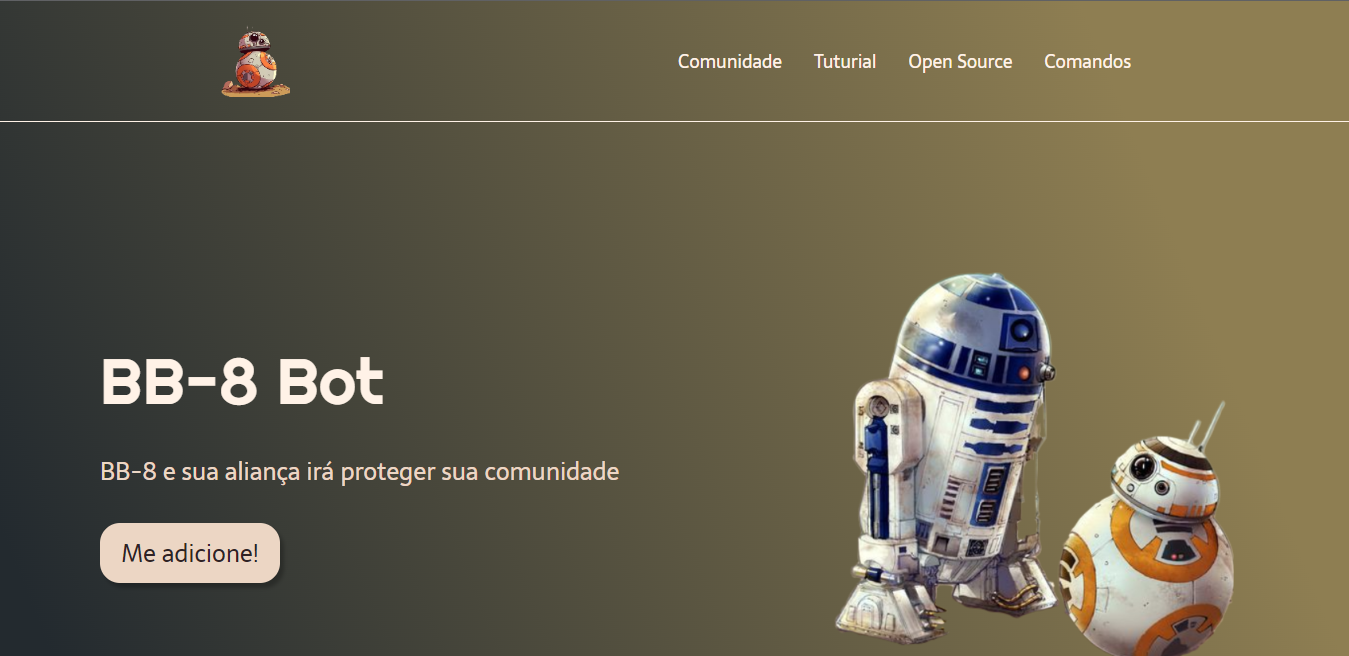 Comunidade Tuturial Open Source Comandos
BB-8 Bot
BB-8 e sua aliança irá proteger sua comunidade
Me adicione!